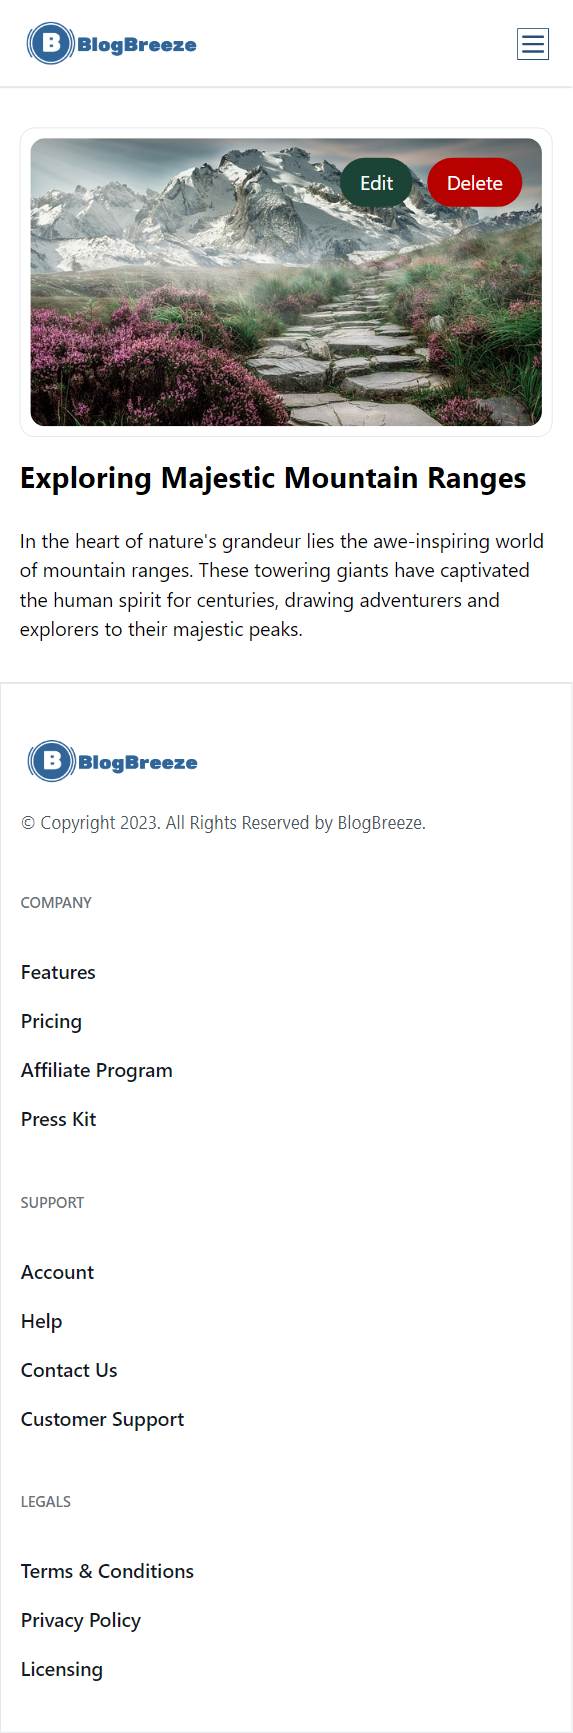 B BlogBreeze
Edit Delete
Exploring Majestic Mountain Ranges
In the heart of nature's grandeur lies the awe-inspiring world
of mountain ranges. These towering giants have captivated
the human spirit for centuries, drawing adventurers and
explorers to their majestic peaks.
B BlogBreeze
© Copyright 2023. All Rights Reserved by BlogBreeze.
COMPANY
Features
Pricing
Affiliate Program
Press Kit
SUPPORT
Account
Help
Contact Us
Customer Support
LEGALS
Terms & Conditions
Privacy Policy
Licensing